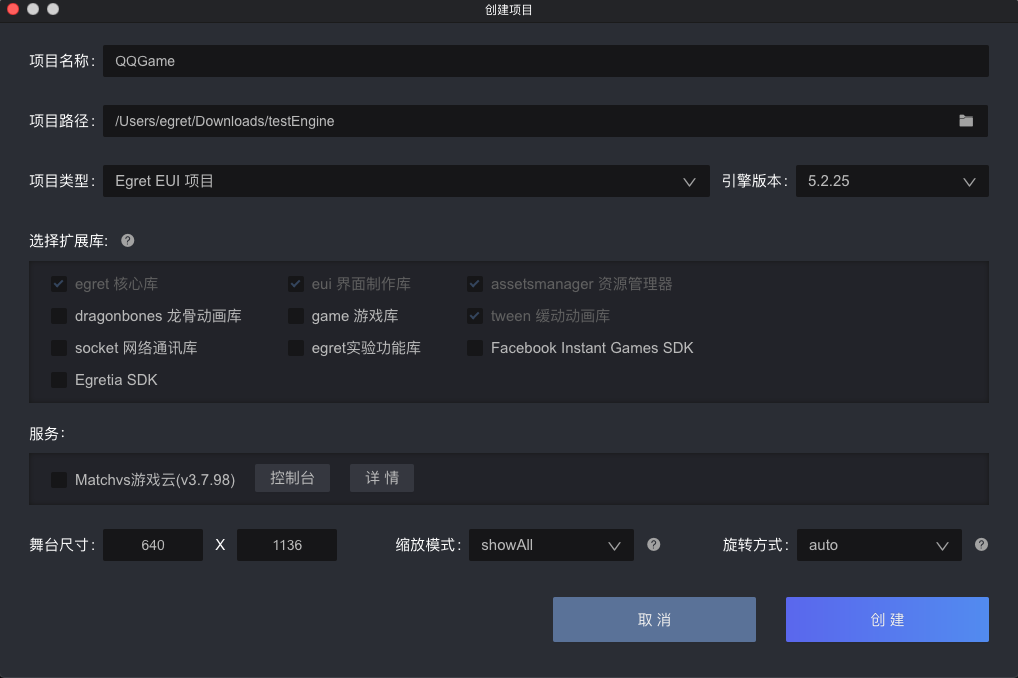 创建项目
项目名称: QQGame
项目路径: /Users/egret/Downloads/testEngine
项目类型: Egret EUI 项目 引擎版本: 5.2.25
选择扩展库: ?
egret 核心库 eui 界面制作库 assetsmanager 资源管理器
dragonbones 龙骨动画库 game 游戏库 tween 缓动动画库
socket 网络通讯库 egret实验功能库 Facebook Instant Games SDK
Egretia SDK
服务:
Matchvs游戏云(v3.7.98) 控制台 详 情
舞台尺寸: 640 X 1136 缩放模式: showAll ? 旋转方式: auto ?
取 消 创 建